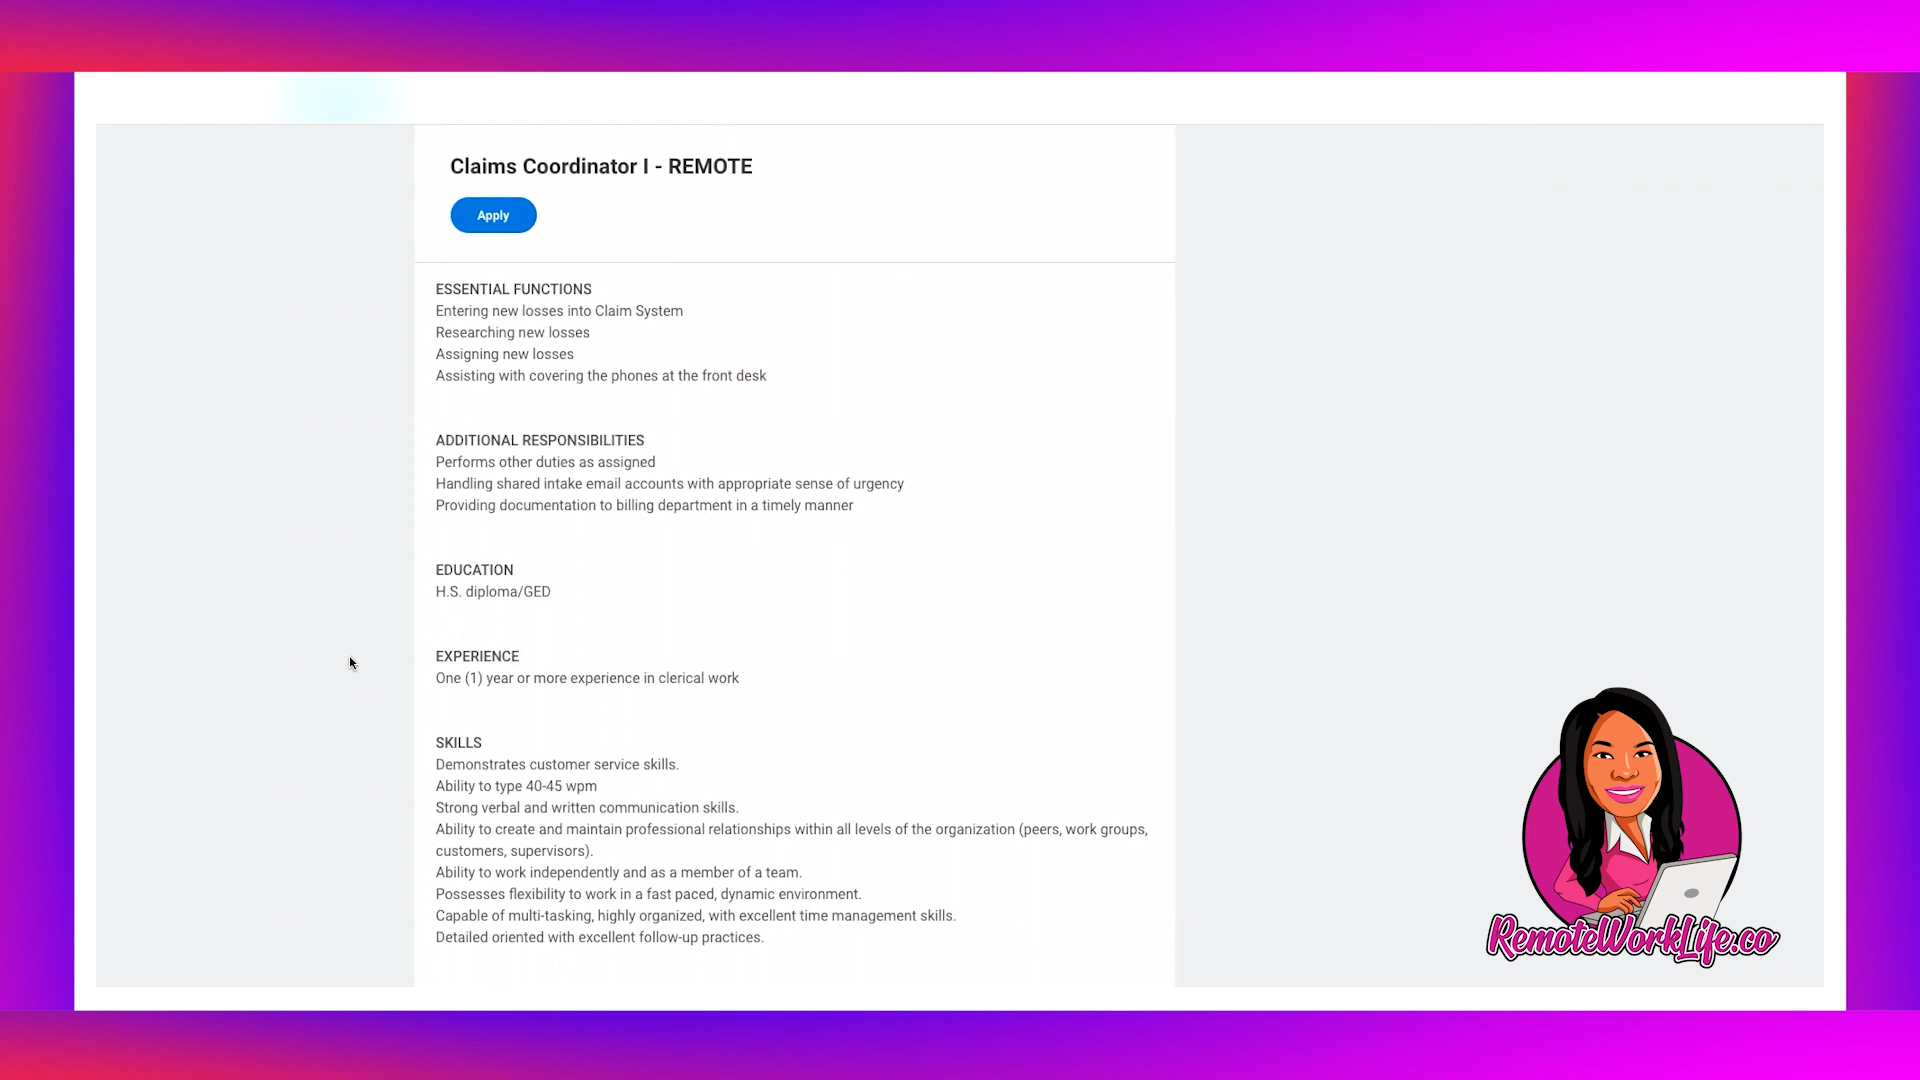 Claims Coordinator I - REMOTE
Apply
ESSENTIAL FUNCTIONS
Entering new losses into Claim System
Researching new losses
Assigning new losses
Assisting with covering the phones at the front desk
ADDITIONAL RESPONSIBILITIES
Performs other duties as assigned
Handling shared intake email accounts with appropriate sense of urgency
Providing documentation to billing department in a timely manner
EDUCATION
H.S. diploma/GED
EXPERIENCE
One (1) year or more experience in clerical work
SKILLS
Demonstrates customer service skills.
Ability to type 40-45 wpm
Strong verbal and written communication skills.
Ability to create and maintain professional relationships within all levels of the organization (peers, work groups,
customers, supervisors).
Ability to work independently and as a member of a team.
Possesses flexibility to work in a fast paced, dynamic environment.
Capable of multi-tasking, highly organized, with excellent time management skills.
Detailed oriented with excellent follow-up practices.
RemoteWorkLife.co